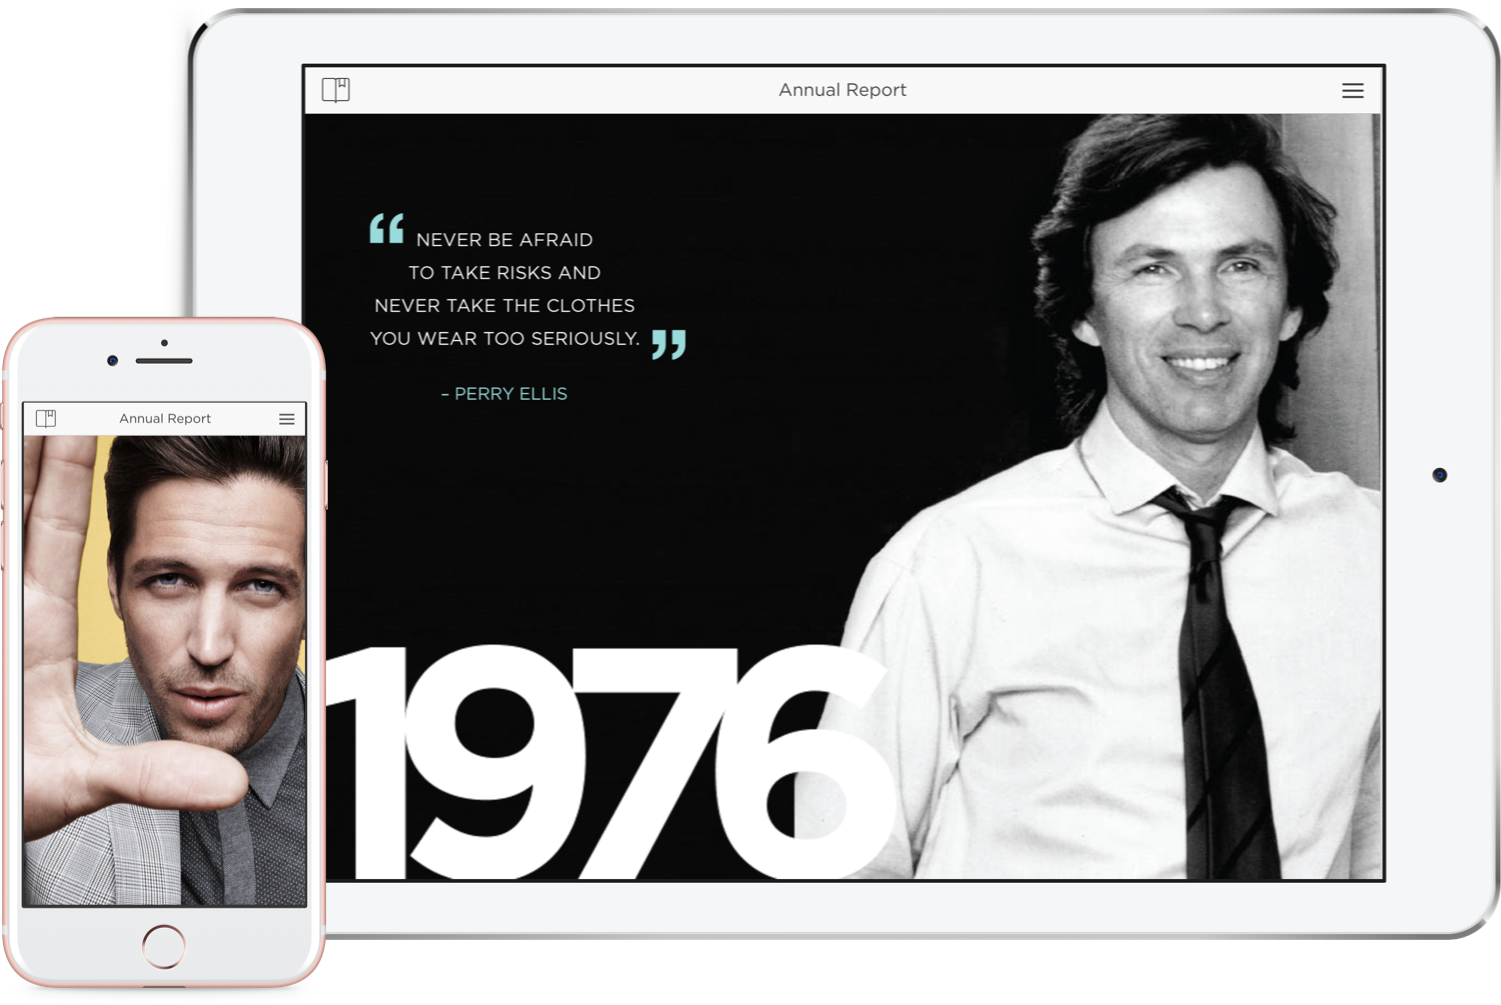 Annual Report
“ NEVER BE AFRAID
TO TAKE RISKS AND
NEVER TAKE THE CLOTHES
YOU WEAR TOO SERIOUSLY. ”
– PERRY ELLIS
1976
Annual Report